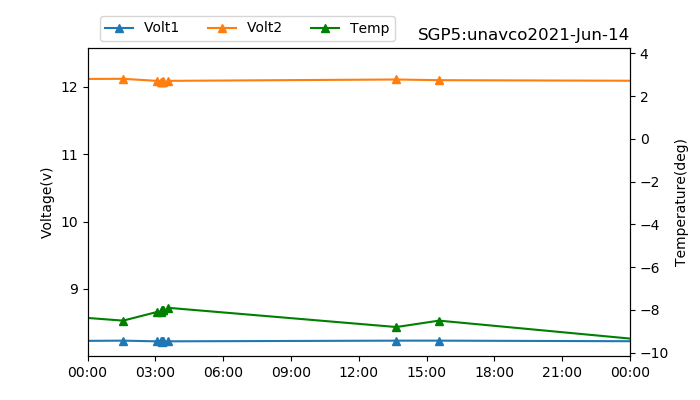 Volt1 Volt2 Temp
SGP5:unavco2021-Jun-14
Voltage(v)
12
11
10
9
4
2
0
−2
−4
−6
−8
−10
Temperature(deg)
00:00 03:00 06:00 09:00 12:00 15:00 18:00 21:00 00:00